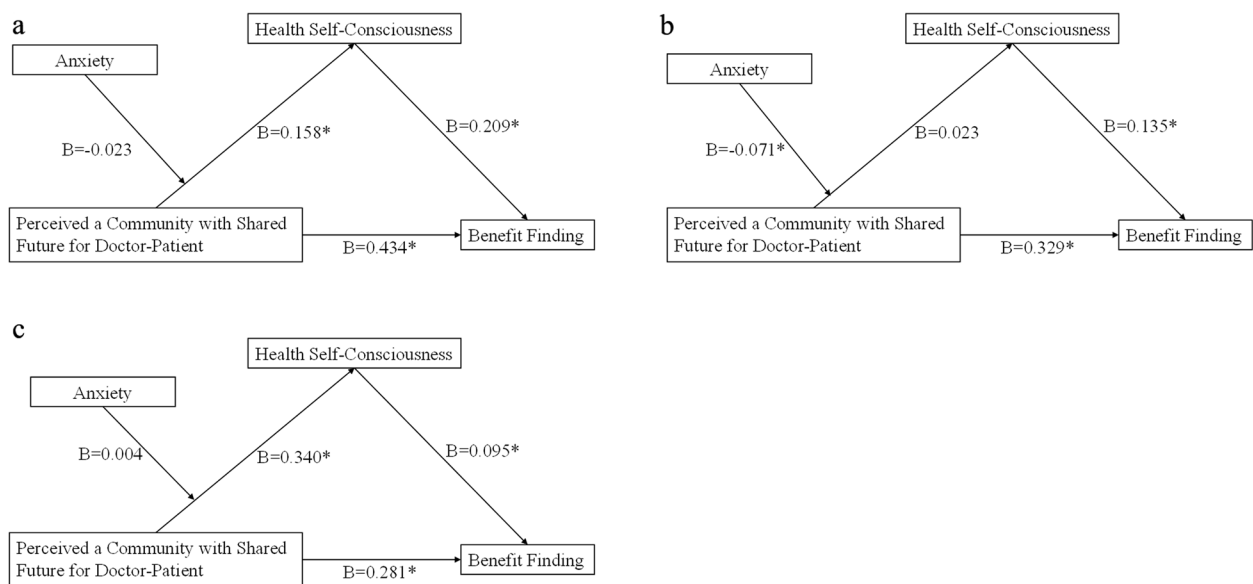 a
Health Self-Consciousness
Anxiety
B=-0.023
B=0.158*
B=0.209*
Perceived a Community with Shared
Future for Doctor-Patient
B=0.434*
Benefit Finding
b
Health Self-Consciousness
Anxiety
B=-0.071*
B=0.023
B=0.135*
Perceived a Community with Shared
Future for Doctor-Patient
B=0.329*
Benefit Finding
c
Health Self-Consciousness
Anxiety
B=0.004
B=0.340*
B=0.095*
Perceived a Community with Shared
Future for Doctor-Patient
B=0.281*
Benefit Finding